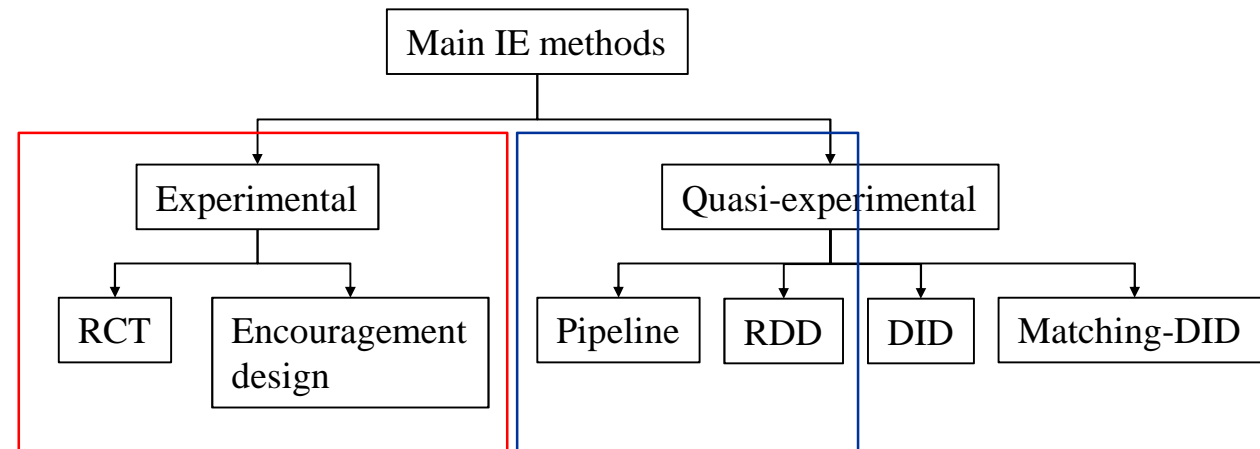 Main IE methods
Experimental
Quasi-experimental
RCT
Encouragement
design
Pipeline
RDD
DID
Matching-DID